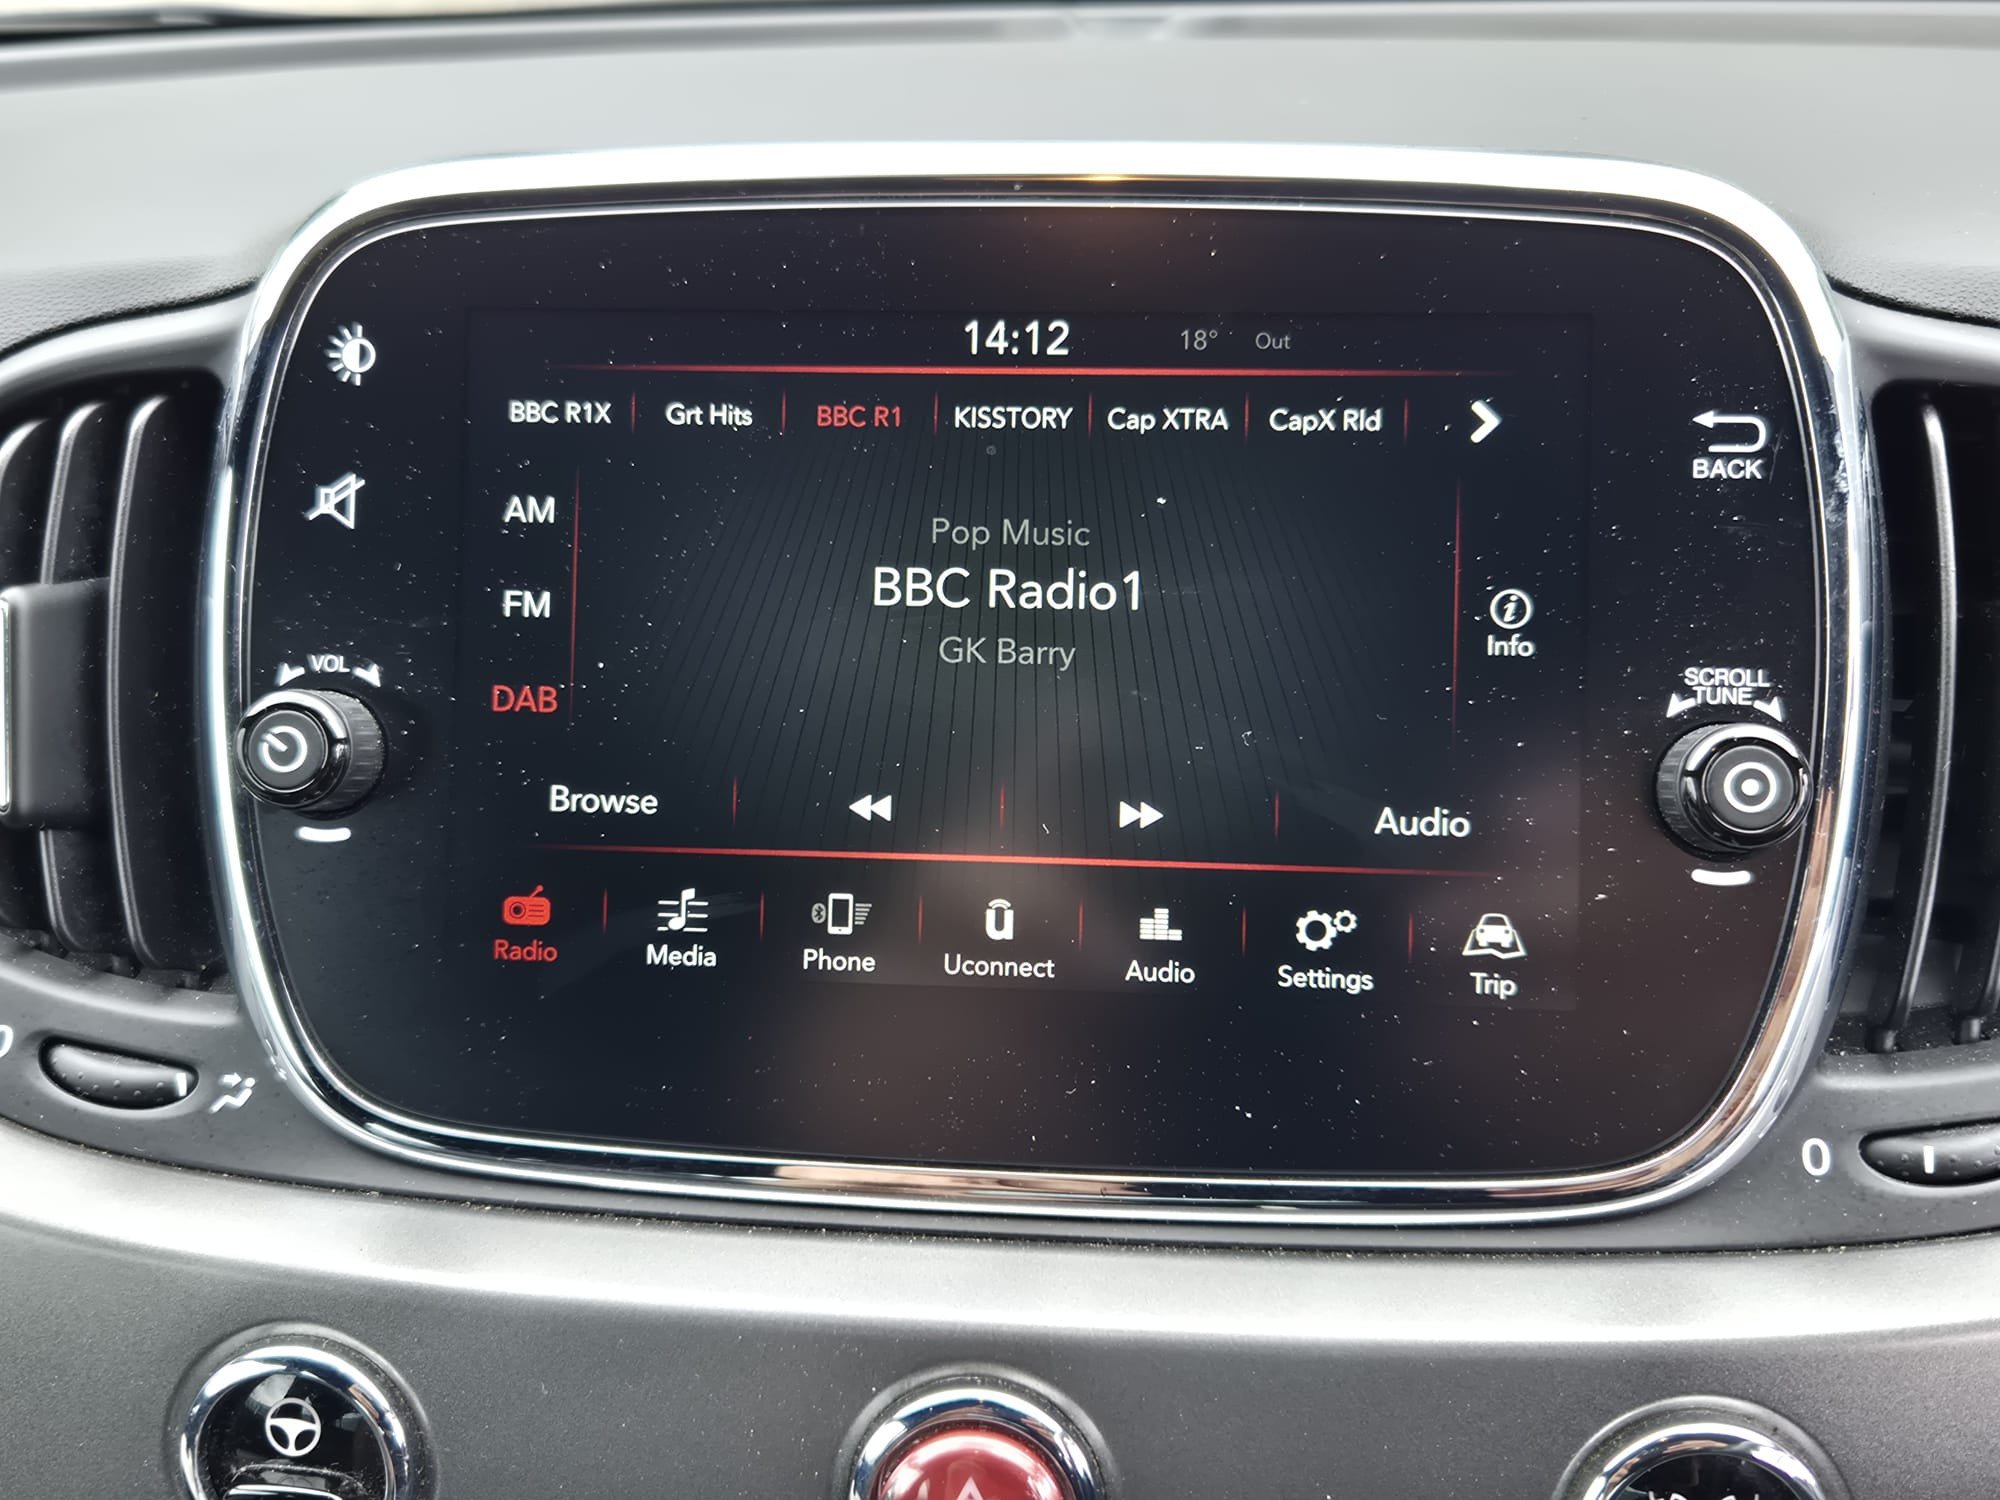 14:12 18° Out
BBC R1X Grt Hits BBC R1 KISSTORY Cap XTRA CapX Rld
BACK
AM
Pop Music
BBC Radio1
FM
Info
GK Barry
VOL
DAB
SCROLL
TUNE
Browse Audio
Radio Media Phone Uconnect Audio Settings Trip
0
0